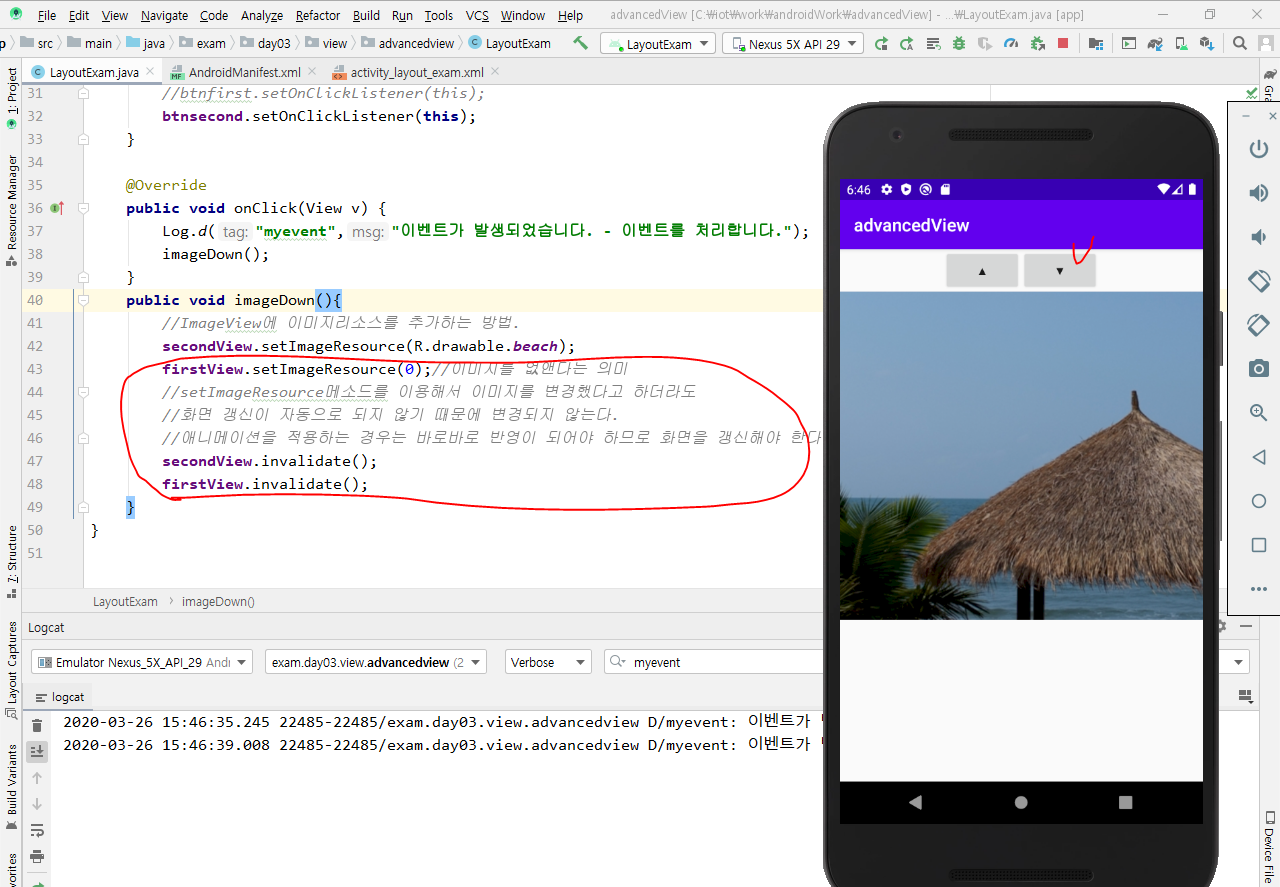 File Edit View Navigate Code Analyze Refactor Build Run Tools VCS Window Help advancedView [C:₩iot₩work₩androidWork₩advancedView] - ...₩LayoutExam.java [app]
p src main java exam day03 view advancedview LayoutExam LayoutExam Nexus 5X API 29
LayoutExam.java AndroidManifest.xml activity_layout_exam.xml
1: Project
Resource Manager
7: Structure
Layout Captures
Build Variants
vorites
31 //btnfirst.setOnClickListener(this);
32 btnsecond.setOnClickListener(this);
33 }
34
35 @Override
36 public void onClick(View v) {
37 Log.d( tag: "myevent", msg: "이벤트가 발생되었습니다. - 이벤트를 처리합니다.");
38 imageDown();
39 }
40 public void imageDown(){
41 //ImageView에 이미지리소스를 추가하는 방법.
42 secondView.setImageResource(R.drawable.beach);
43 firstView.setImageResource(0);//이미지를 없앤다는 의미
44 //setImageResource메소드를 이용해서 이미지를 변경했다고 하더라도
45 //화면 갱신이 자동으로 되지 않기 때문에 변경되지 않는다.
46 //애니메이션을 적용하는 경우는 바로바로 반영이 되어야 하므로 화면을 갱신해야 한다
47 secondView.invalidate();
48 firstView.invalidate();
49 }
50 }
51
LayoutExam imageDown()
Logcat
Emulator Nexus_5X_API_29 Andr exam.day03.view.advancedview (2 Verbose myevent
logcat
2020-03-26 15:46:35.245 22485-22485/exam.day03.view.advancedview D/myevent: 이벤트가
2020-03-26 15:46:39.008 22485-22485/exam.day03.view.advancedview D/myevent: 이벤트가
6:46
advancedView
▲ ▼
Gra
Device File